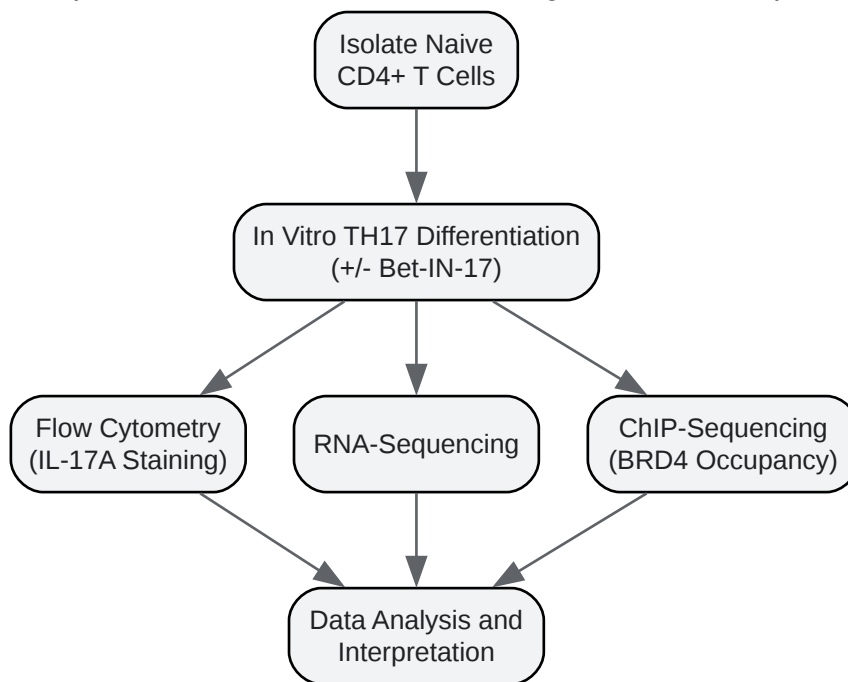 Isolate Naive
CD4+ T Cells
In Vitro TH17 Differentiation
(+/- Bet-IN-17)
Flow Cytometry
(IL-17A Staining)
RNA-Sequencing
ChIP-Sequencing
(BRD4 Occupancy)
Data Analysis and
Interpretation